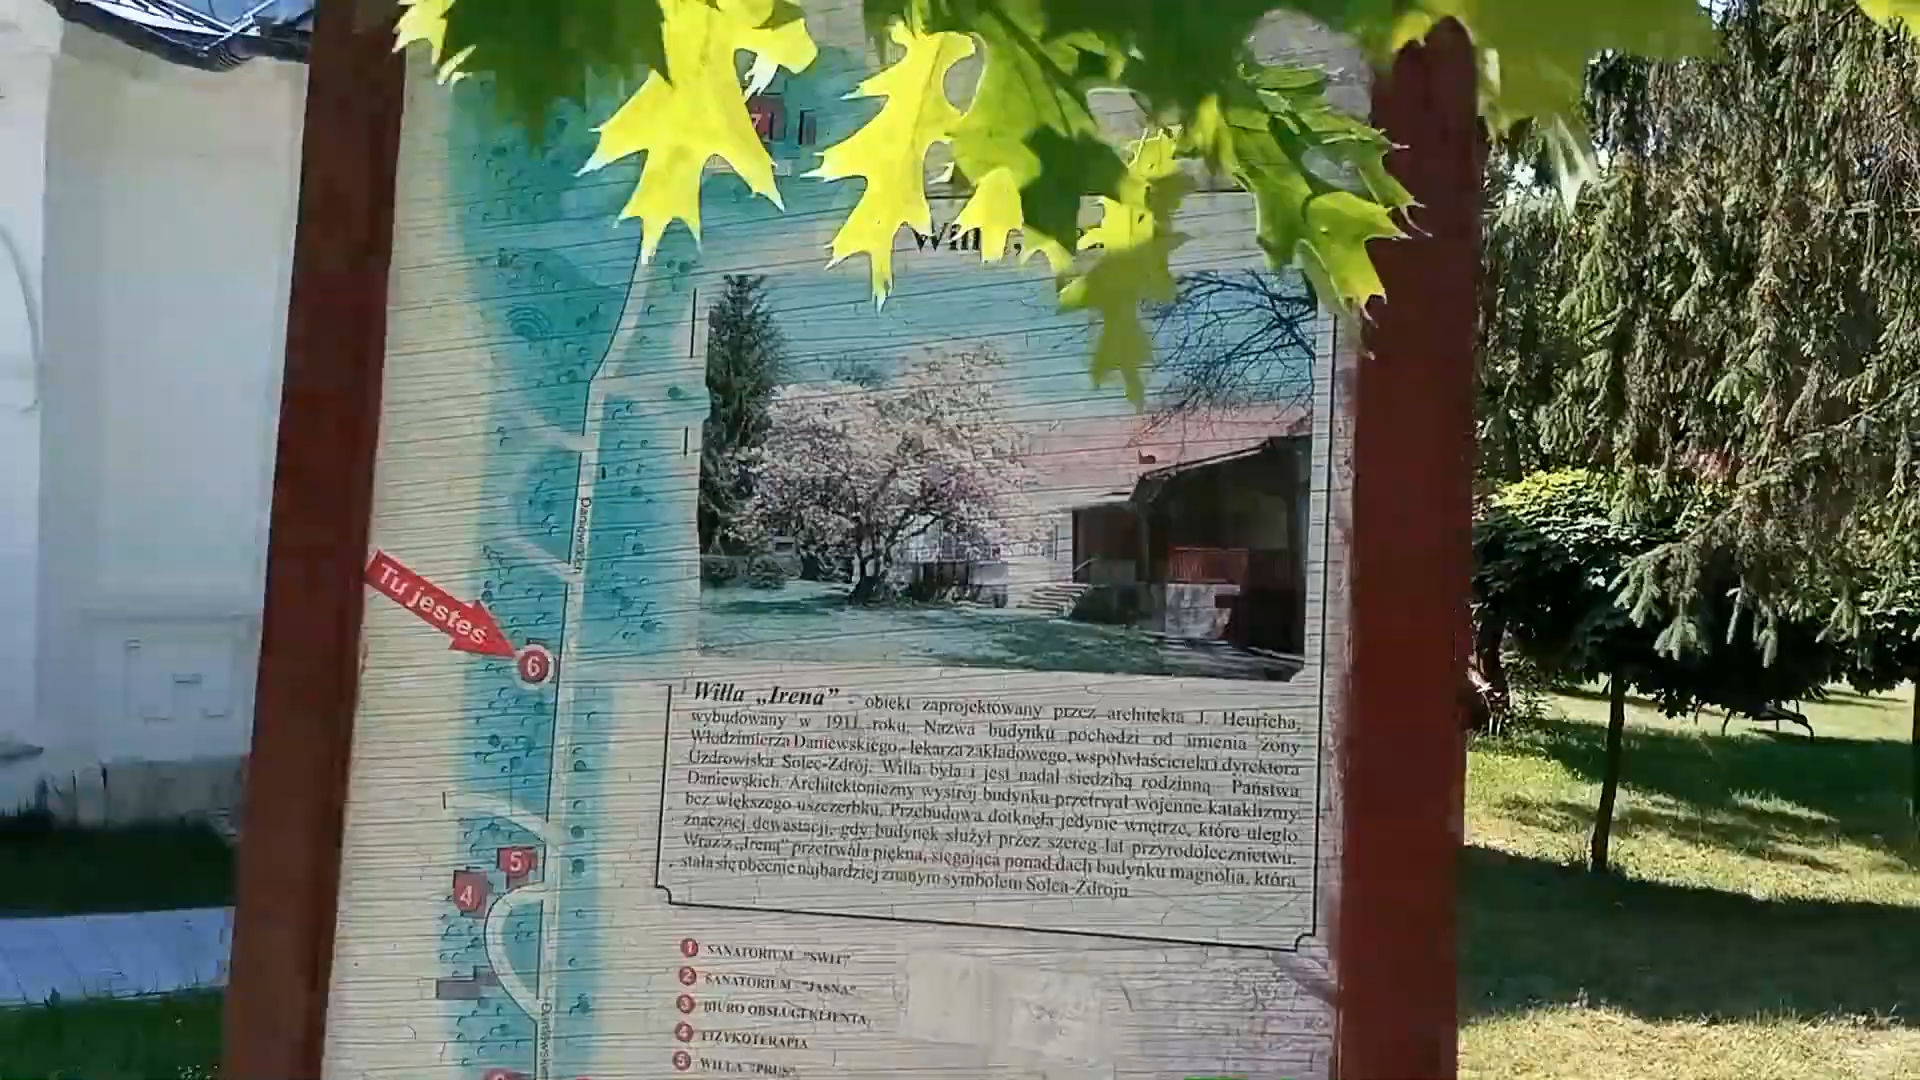 7
Willa
Daniewskich
Tu jesteś
6
Willa „Irena” - obiekt zaprojektowany przez architekta J. Heuricha,
wybudowany w 1911 roku. Nazwa budynku pochodzi od imienia żony
Włodzimierza Daniewskiego - lekarza zakładowego, współwłaściciela i dyrektora
Uzdrowiska Solec-Zdrój. Willa była i jest nadal siedzibą rodzinną Państwa
Daniewskich. Architektoniczny wystrój budynku przetrwał wojenne kataklizmy
bez większego uszczerbku. Przebudowa dotknęła jedynie wnętrze, które uległo
znacznej dewastacji, gdy budynek służył przez szereg lat przyrodolecznictwu.
Wraz z „Ireną” przetrwała piękna, sięgająca ponad dach budynku magnolia, która
stała się obecnie najbardziej znanym symbolem Solca-Zdroju
5
4
1 SANATORIUM "ŚWIT"
2 SANATORIUM "JASNA"
3 BIURO OBSŁUGI KLIENTA
4 FIZYKOTERAPIA
5 WILLA "PRUS"